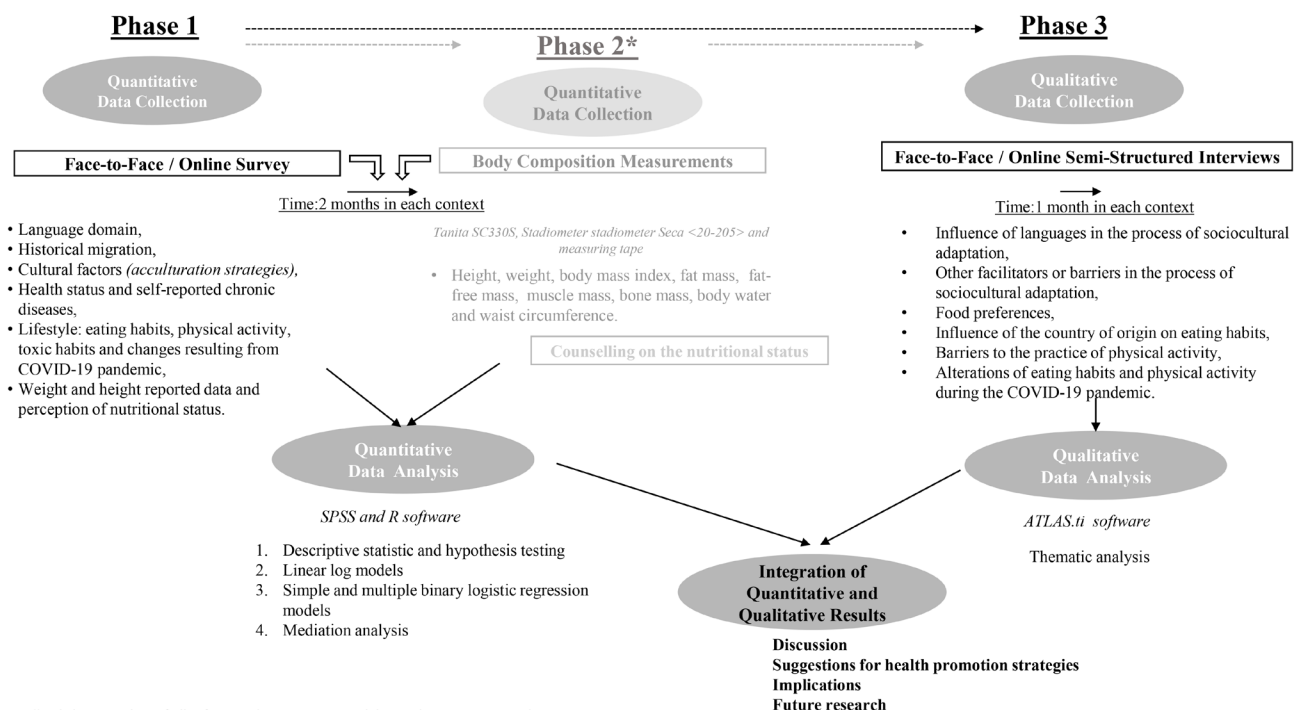 Phase 1
Phase 2*
Phase 3
Quantitative
Data Collection
Quantitative
Data Collection
Qualitative
Data Collection
Face-to-Face / Online Survey
Body Composition Measurements
Face-to-Face / Online Semi-Structured Interviews
Time:2 months in each context
Time:1 month in each context
• Language domain,
• Historical migration,
• Cultural factors (acculturation strategies),
• Health status and self-reported chronic
diseases,
• Lifestyle: eating habits, physical activity,
toxic habits and changes resulting from
COVID-19 pandemic,
• Weight and height reported data and
perception of nutritional status.
Tanita SC330S, Stadiometer stadiometer Seca <20-205> and
measuring tape
• Height, weight, body mass index, fat mass, fat-
free mass, muscle mass, bone mass, body water
and waist circumference.
Counselling on the nutritional status
• Influence of languages in the process of sociocultural
adaptation,
• Other facilitators or barriers in the process of
sociocultural adaptation,
• Food preferences,
• Influence of the country of origin on eating habits,
• Barriers to the practice of physical activity,
• Alterations of eating habits and physical activity
during the COVID-19 pandemic.
Quantitative
Data Analysis
SPSS and R software
1. Descriptive statistic and hypothesis testing
2. Linear log models
3. Simple and multiple binary logistic regression
models
4. Mediation analysis
Qualitative
Data Analysis
ATLAS.ti software
Thematic analysis
Integration of
Quantitative and
Qualitative Results
Discussion
Suggestions for health promotion strategies
Implications
Future research